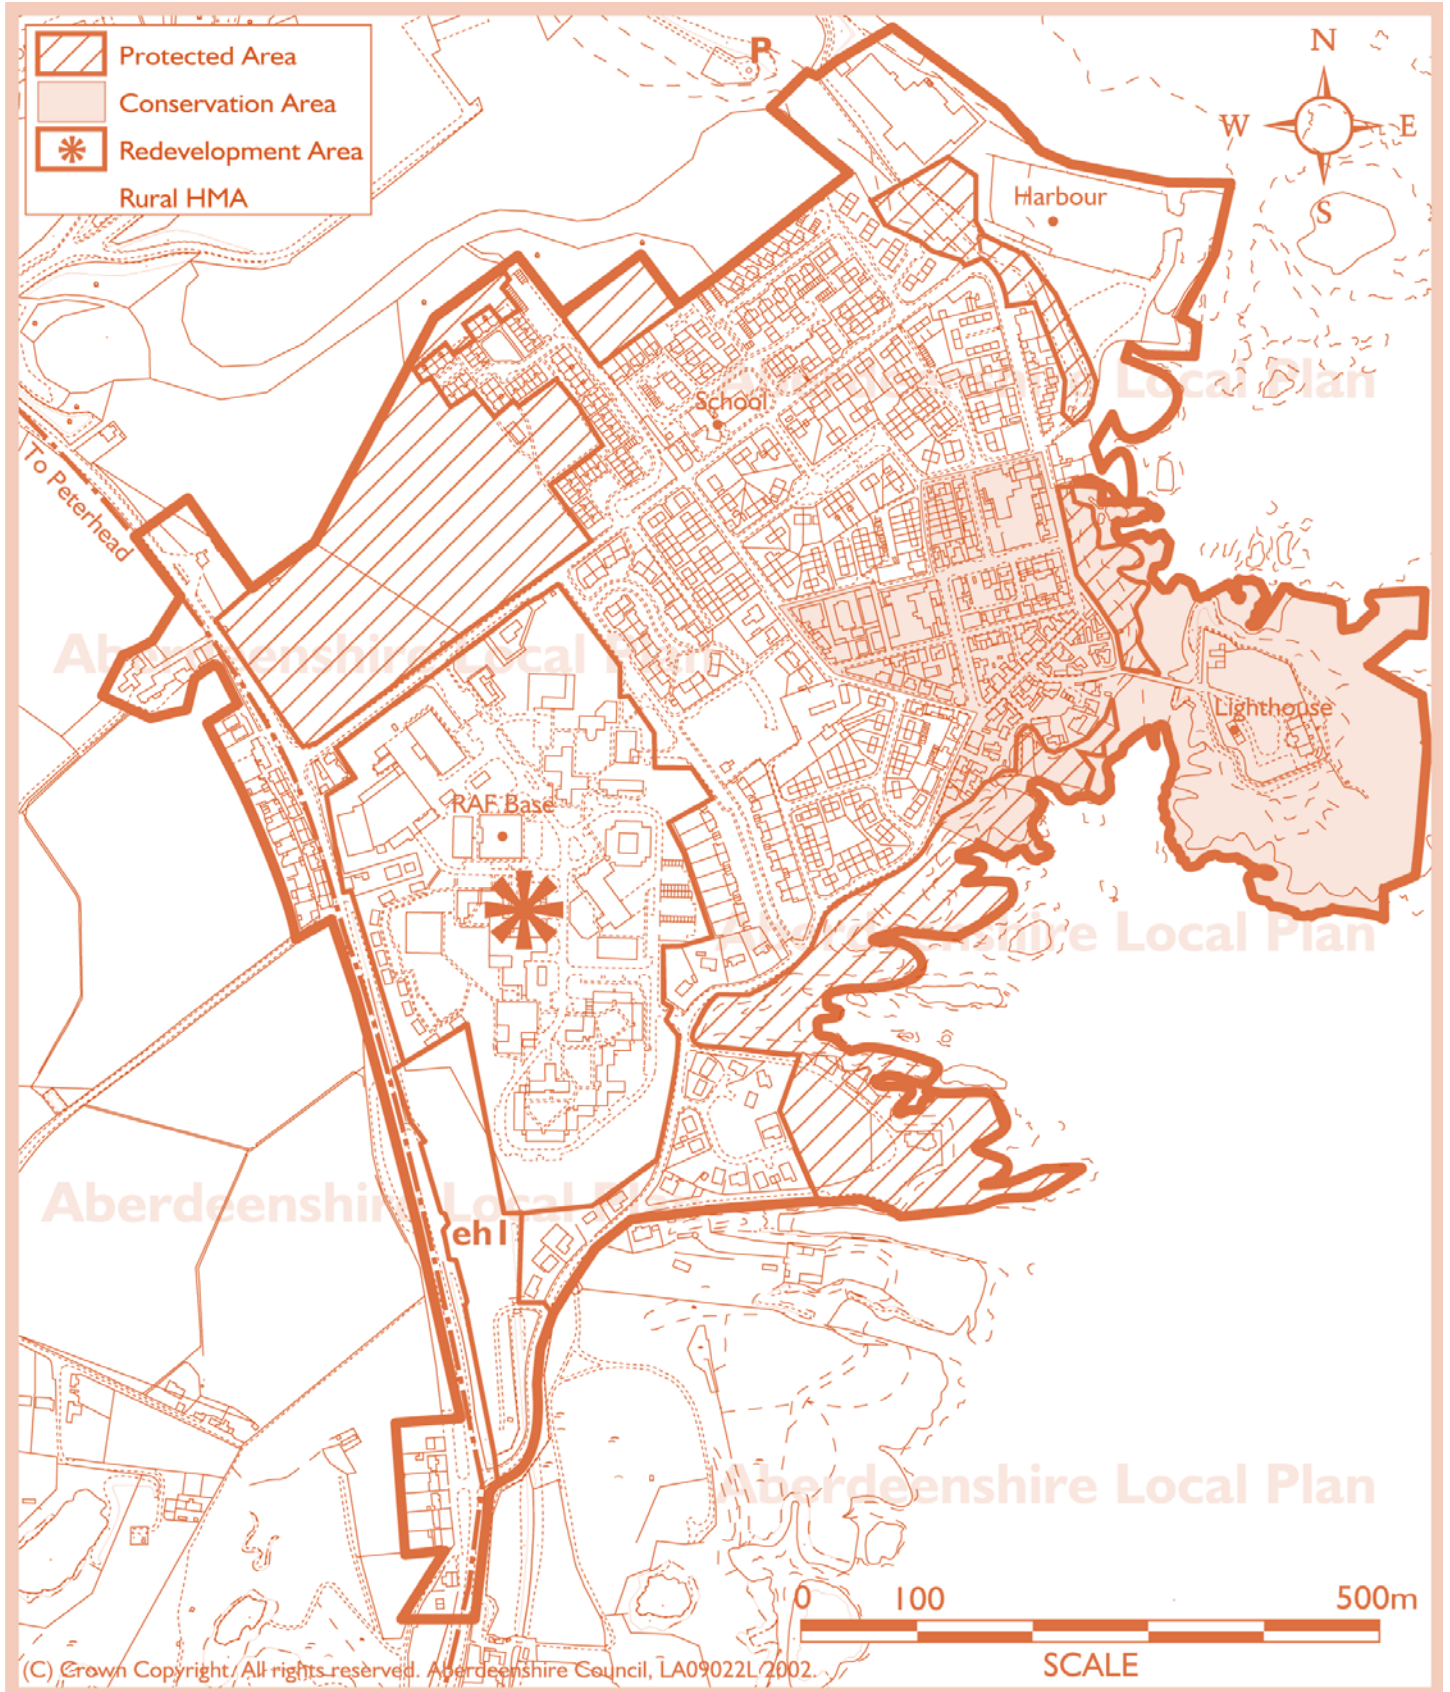 Protected Area
Conservation Area
Redevelopment Area
Rural HMA
P
N
W
E
S
Harbour
Aberdeenshire Local Plan
School
To Peterhead
Aberdeenshire Local Plan
Lighthouse
RAF Base
Aberdeenshire Local Plan
Aberdeenshire Local Plan
eh1
Aberdeenshire Local Plan
0
100
500m
SCALE
(C) Crown Copyright. All rights reserved. Aberdeenshire Council, LA09022L/2002.